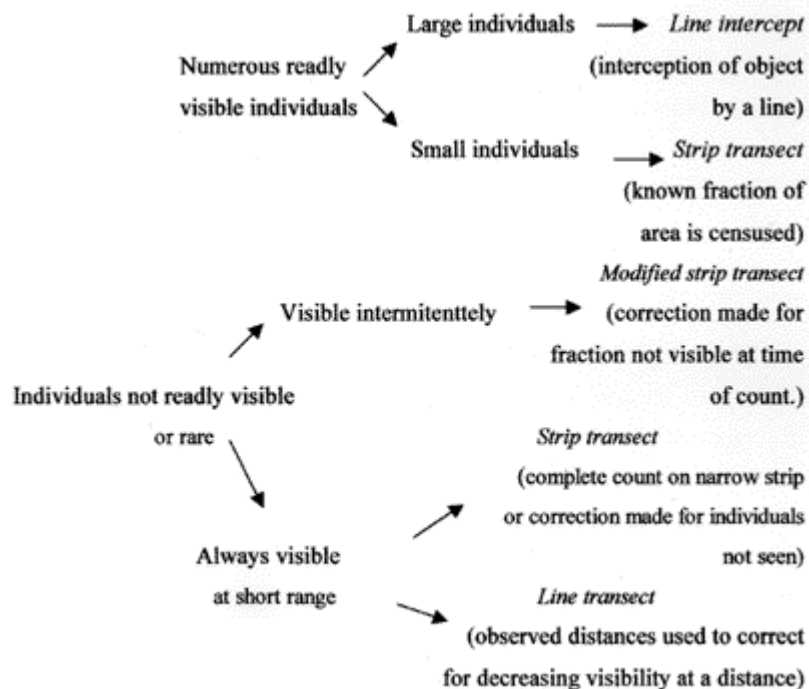 Large individuals
Line intercept
Numerous readly
(interception of object
visible individuals
by a line)
Small individuals
Strip transect
(known fraction of
area is censused)
Modified strip transect
Visible intermitenttely
(correction made for
fraction not visible at time
Individuals not readly visible
of count.)
or rare
Strip transect
(complete count on narrow strip
or correction made for individuals
not seen)
Always visible
at short range
Line transect
(observed distances used to correct
for decreasing visibility at a distance)